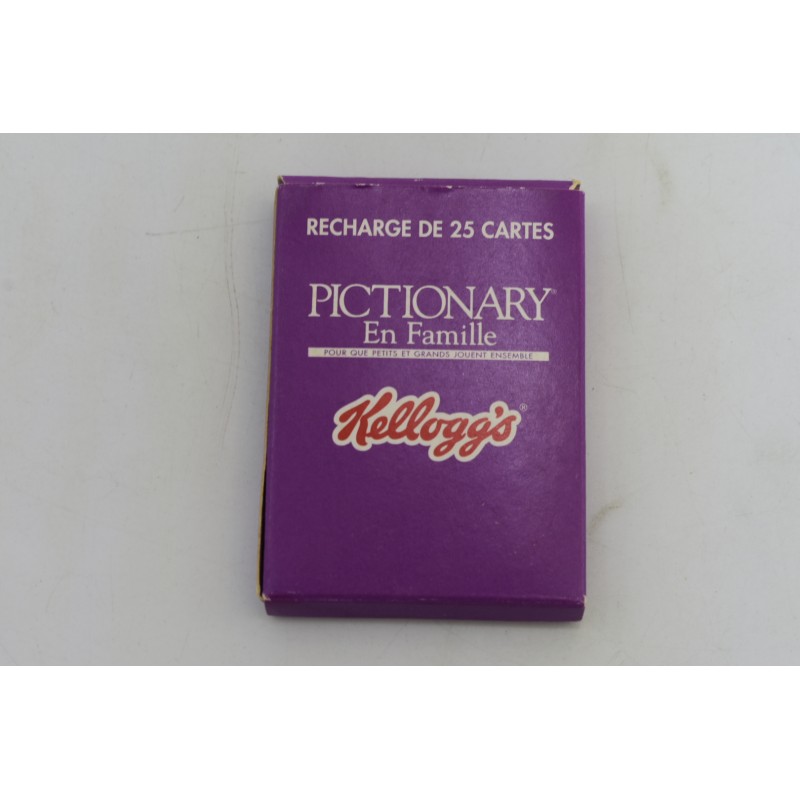 RECHARGE DE 25 CARTES
PICTIONARY®
En Famille
POUR QUE PETITS ET GRANDS JOUENT ENSEMBLE
Kellogg's®